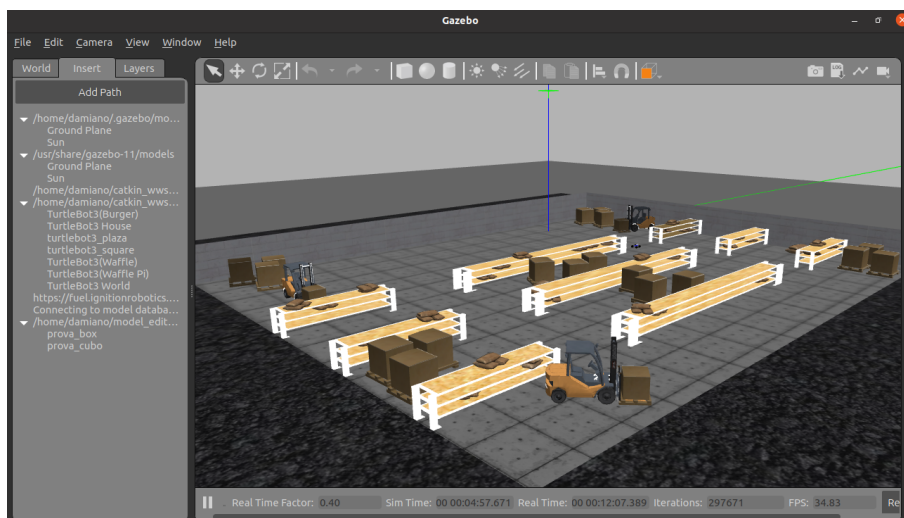 Gazebo
File Edit Camera View Window Help
World Insert Layers
Add Path
/home/damiano/.gazebo/mo...
Ground Plane
Sun
/usr/share/gazebo-11/models
Ground Plane
Sun
/home/damiano/catkin_wws...
/home/damiano/catkin_wws...
TurtleBot3(Burger)
TurtleBot3 House
turtlebot3_plaza
turtlebot3_square
TurtleBot3(Waffle)
TurtleBot3(Waffle Pi)
TurtleBot3 World
https://fuel.ignitionrobotics....
Connecting to model databa...
/home/damiano/model_edit...
prova_box
prova_cubo
LOG
Real Time Factor: 0.40 Sim Time: 00 00:04:57.671 Real Time: 00 00:12:07.389 Iterations: 297671 FPS: 34.83 Re